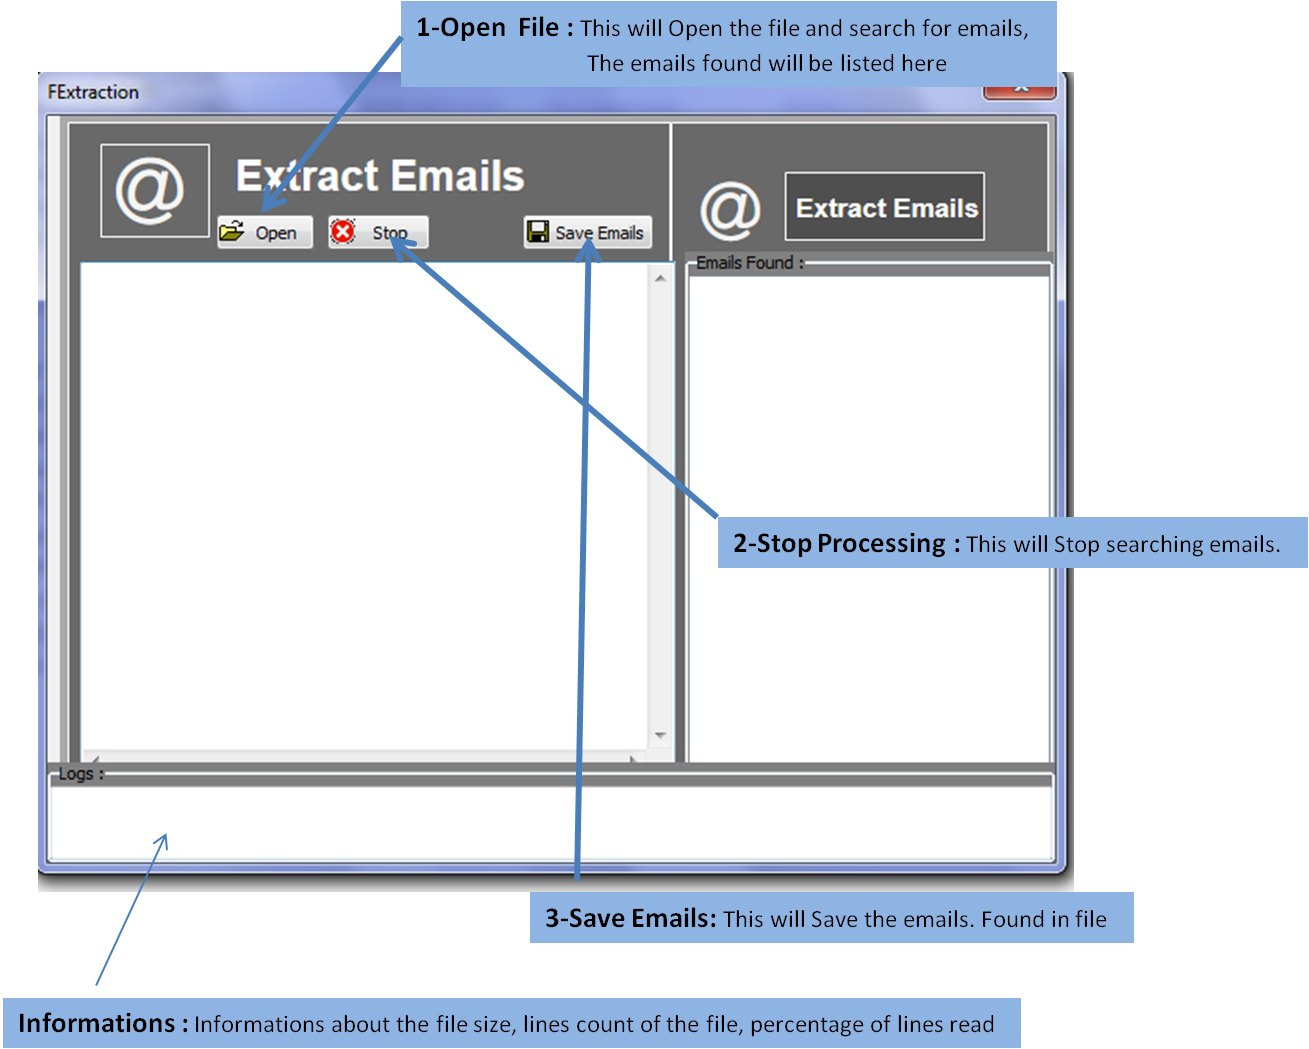 1-Open File : This will Open the file and search for emails,
The emails found will be listed here
FExtraction
@ Extract Emails
@ Extract Emails
Open Stop Save Emails
Emails Found :
2-Stop Processing : This will Stop searching emails.
Logs :
3-Save Emails: This will Save the emails. Found in file
Informations : Informations about the file size, lines count of the file, percentage of lines read